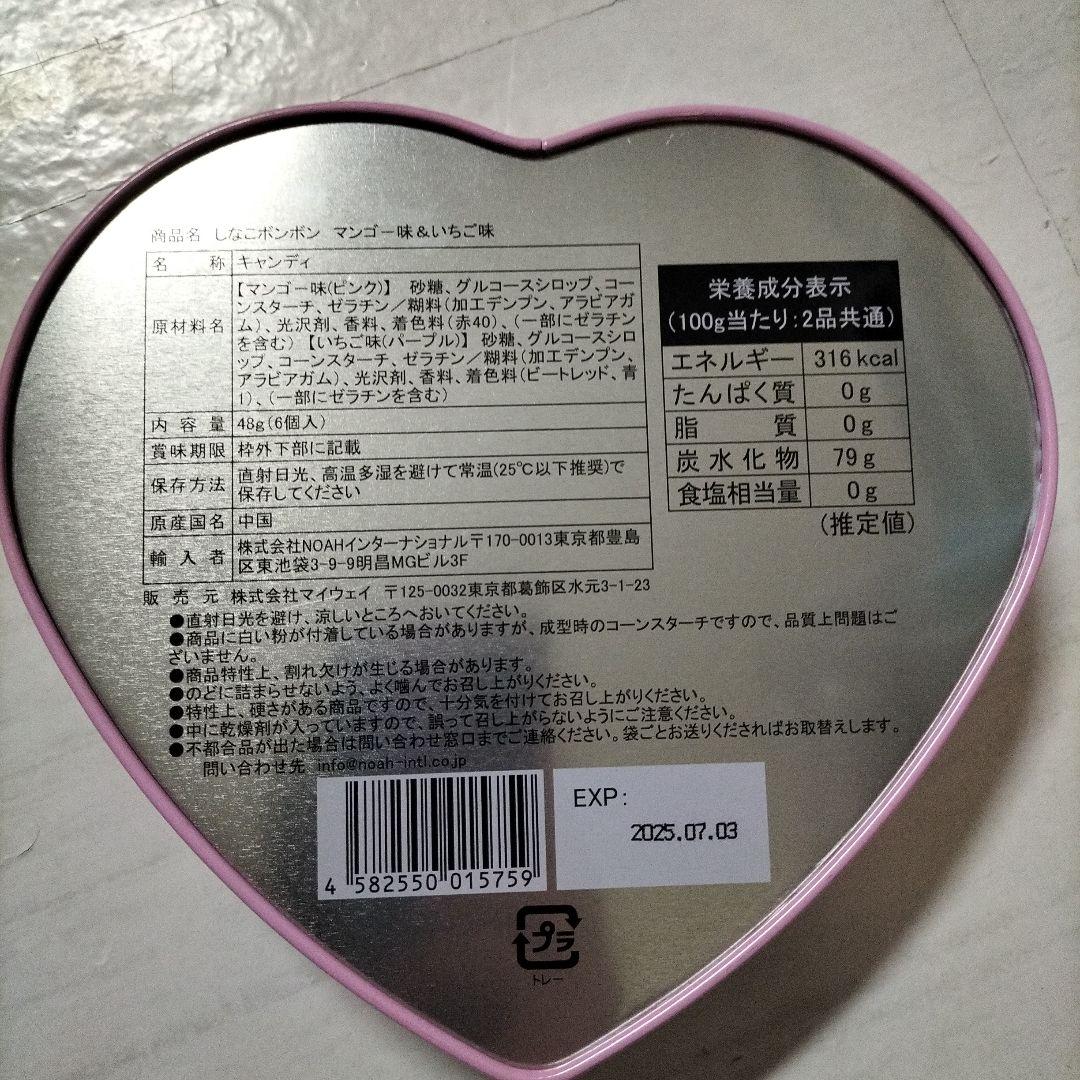 商品名 しなこボンボン マンゴー味＆いちご味
名 称 キャンディ
原材料名 【マンゴー味(ピンク)】 砂糖、グルコースシロップ、コ
ーンスターチ、ゼラチン／糊料(加工デンプン、アラビアガ
ム)、光沢剤、香料、着色料(赤40)、(一部にゼラチン
を含む) 【いちご味(パープル)】 砂糖、グルコースシロ
ップ、コーンスターチ、ゼラチン／糊料(加工デンプン、
アラビアガム)、光沢剤、香料、着色料(ビートレッド、青
1)、(一部にゼラチンを含む)
内 容 量 48g(6個入)
賞味期限 枠外下部に記載
保存方法 直射日光、高温多湿を避けて常温(25℃以下推奨)で
保存してください
原産国名 中国
輸 入 者 株式会社NOAHインターナショナル〒170-0013東京都豊島
区東池袋3-9-9明昌MGビル3F
販 売 元 株式会社マイウェイ 〒125-0032東京都葛飾区水元3-1-23
栄養成分表示
(100g当たり:2品共通)
エネルギー 316kcal
たんぱく質 0g
脂 質 0g
炭水化物 79g
食塩相当量 0g
(推定値)
●直射日光を避け、涼しいところへおいてください。
●商品に白い粉が付着している場合がありますが、成型時のコーンスターチですので、品質上問題はご
ざいません。
●商品特性上、割れ欠けが生じる場合があります。
●のどに詰まらせないよう、よく噛んでお召し上がりください。
●特性上、硬さがある商品ですので、十分気を付けてお召し上がりください。
●中に乾燥剤が入っていますので、誤って召し上がらないようにご注意ください。
●不都合品が出た場合は問い合わせ窓口までご連絡ください。袋ごとお送りくださればお取替えします。
問い合わせ先 info@noah-intl.co.jp
4 582550 015759
EXP:
2025.07.03
プラ
トレー